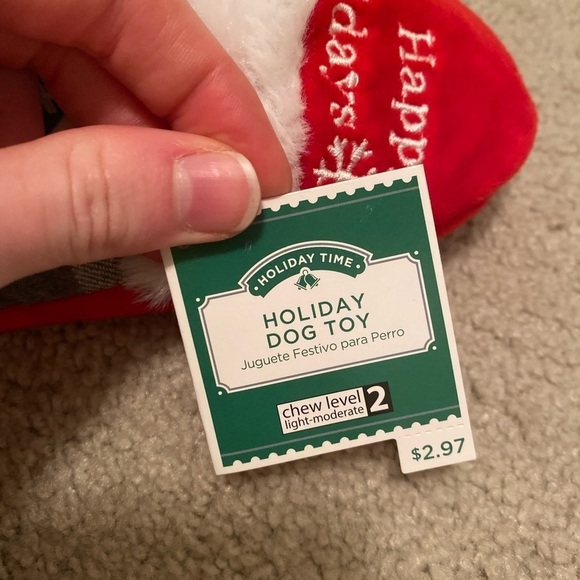 Happy
Holidays
HOLIDAY TIME
HOLIDAY
DOG TOY
Juguete Festivo para Perro
chew level 2
light-moderate
$2.97